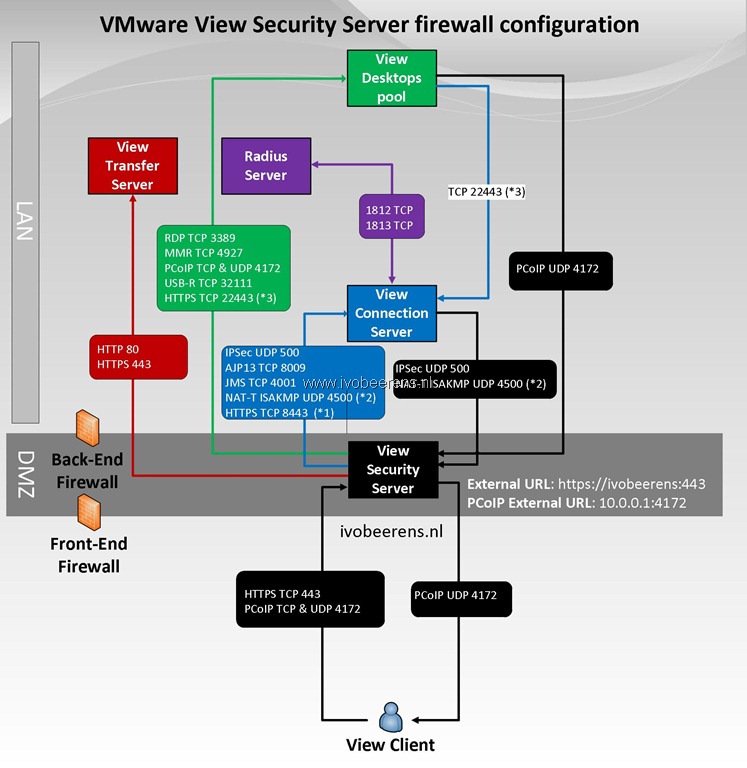 VMware View Security Server firewall configuration
View
Desktops
pool
View
Transfer
Server
Radius
Server
TCP 22443 (*3)
1812 TCP
1813 TCP
LAN
RDP TCP 3389
MMR TCP 4927
PCoIP TCP & UDP 4172
USB-R TCP 32111
HTTPS TCP 22443 (*3)
PCoIP UDP 4172
View
Connection
Server
HTTP 80
HTTPS 443
IPSec UDP 500
AJP13 TCP 8009
JMS TCP 4001
NAT-T ISAKMP UDP 4500 (*2)
HTTPS TCP 8443  (*1)
IPSec UDP 500
NAT-T ISAKMP UDP 4500 (*2)
www.ivobeerens.nl
DMZ
Back-End
Firewall
View
Security
Server
External URL: https://ivobeerens:443
PCoIP External URL: 10.0.0.1:4172
Front-End
Firewall
ivobeerens.nl
HTTPS TCP 443
PCoIP TCP & UDP 4172
PCoIP UDP 4172
View Client